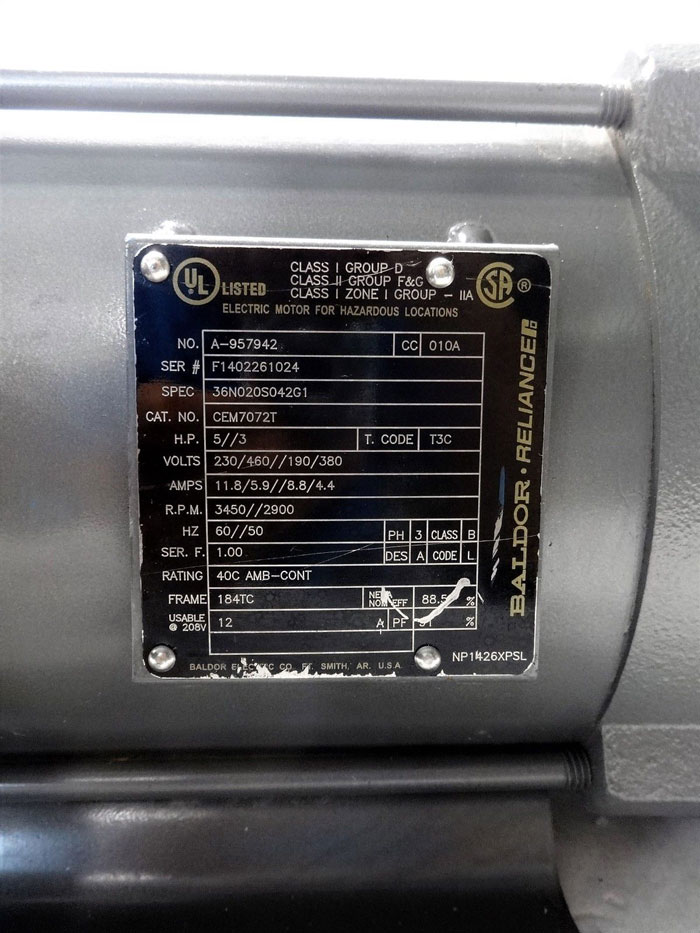 UL LISTED
CLASS I GROUP D
CLASS II GROUP F&G
CLASS I ZONE I GROUP - IIA
SA ®
ELECTRIC MOTOR FOR HAZARDOUS LOCATIONS
NO. A-957942 CC 010A
SER # F1402261024
SPEC 36N020S042G1
CAT. NO. CEM7072T
H.P. 5//3 T. CODE T3C
VOLTS 230/460//190/380
AMPS 11.8/5.9//8.8/4.4
R.P.M. 3450//2900
HZ 60//50 PH 3 CLASS B
SER. F. 1.00 DES A CODE L
RATING 40C AMB-CONT
FRAME 184TC NOM EFF 88.5 %
USABLE @ 208V 12 A PF %
BALDOR ELECTRIC CO. FT. SMITH, AR. U.S.A.
NP1426XPSL
BALDOR · RELIANCE